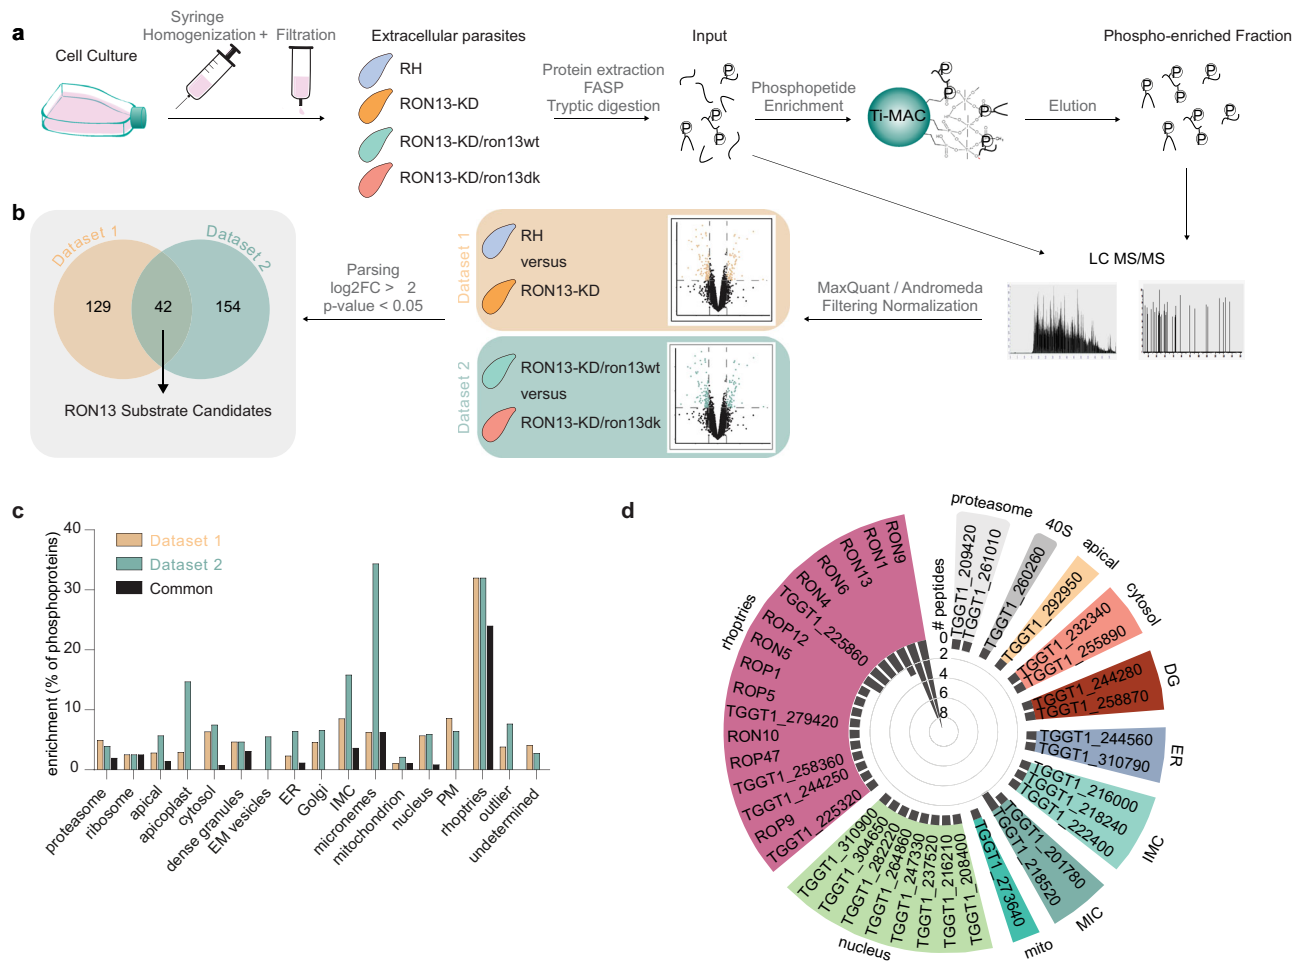 a
Cell Culture
Syringe
Homogenization + Filtration
Extracellular parasites
RH
RON13-KD
RON13-KD/ron13wt
RON13-KD/ron13dk
Protein extraction
FASP
Tryptic digestion
Input
Phosphopetide
Enrichment
Ti-MAC
Elution
Phospho-enriched Fraction
LC MS/MS
MaxQuant / Andromeda
Filtering Normalization
b
Dataset 1
Dataset 2
129
42
154
RON13 Substrate Candidates
Parsing
log2FC > 2
p-value < 0.05
Dataset 1
RH
versus
RON13-KD
Dataset 2
RON13-KD/ron13wt
versus
RON13-KD/ron13dk
c
enrichment (% of phosphoproteins)
40
30
20
10
0
Dataset 1
Dataset 2
Common
proteasome
ribosome
apical
apicoplast
cytosol
dense granules
EM vesicles
ER
Golgi
IMC
micronemes
mitochondrion
nucleus
PM
rhoptries
outlier
undetermined
d
# peptides
0
2
4
6
8
proteasome
TGGT1_209420
TGGT1_261010
40S
TGGT1_260260
apical
TGGT1_292950
cytosol
TGGT1_232340
TGGT1_255890
DG
TGGT1_244280
TGGT1_258870
ER
TGGT1_244560
TGGT1_310790
IMC
TGGT1_216000
TGGT1_218240
TGGT1_222400
MIC
TGGT1_201780
TGGT1_218520
mito
TGGT1_273640
nucleus
TGGT1_208400
TGGT1_216210
TGGT1_237520
TGGT1_247330
TGGT1_264860
TGGT1_282220
TGGT1_304650
TGGT1_310900
rhoptries
TGGT1_225320
ROP9
TGGT1_244250
TGGT1_258360
ROP47
RON10
TGGT1_279420
ROP5
ROP1
RON5
ROP12
TGGT1_225860
RON4
RON6
RON13
RON1
RON9